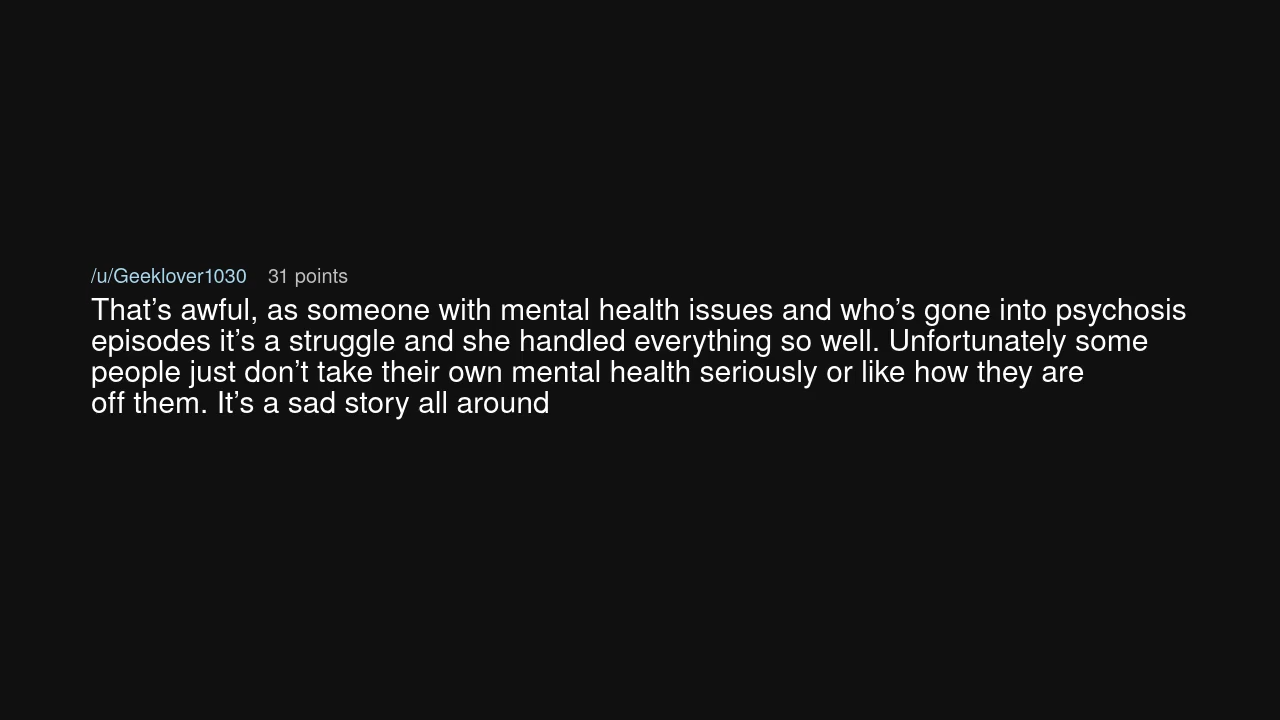 /u/Geeklover1030 31 points
That’s awful, as someone with mental health issues and who’s gone into psychosis
episodes it’s a struggle and she handled everything so well. Unfortunately some
people just don’t take their own mental health seriously or like how they are
off them. It’s a sad story all around